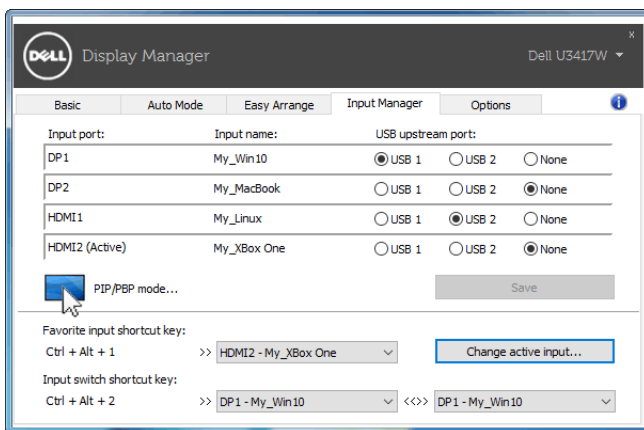 x
DELL Display Manager Dell U3417W
Basic Auto Mode Easy Arrange Input Manager Options i
Input port: Input name: USB upstream port:
DP1 My_Win10 USB 1 USB 2 None
DP2 My_MacBook USB 1 USB 2 None
HDMI1 My_Linux USB 1 USB 2 None
HDMI2 (Active) My_XBox One USB 1 USB 2 None
PIP/PBP mode... Save
Favorite input shortcut key:
Ctrl + Alt + 1 >> HDMI2 - My_XBox One Change active input...
Input switch shortcut key:
Ctrl + Alt + 2 >> DP1 - My_Win10 <<>> DP1 - My_Win10